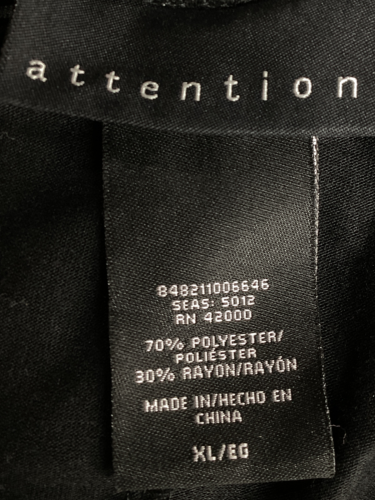 attention
848211006646
SEAS: 5012
RN 42000
70% POLYESTER/
POLIÉSTER
30% RAYON/RAYÓN
MADE IN/HECHO EN
CHINA
XL/EG